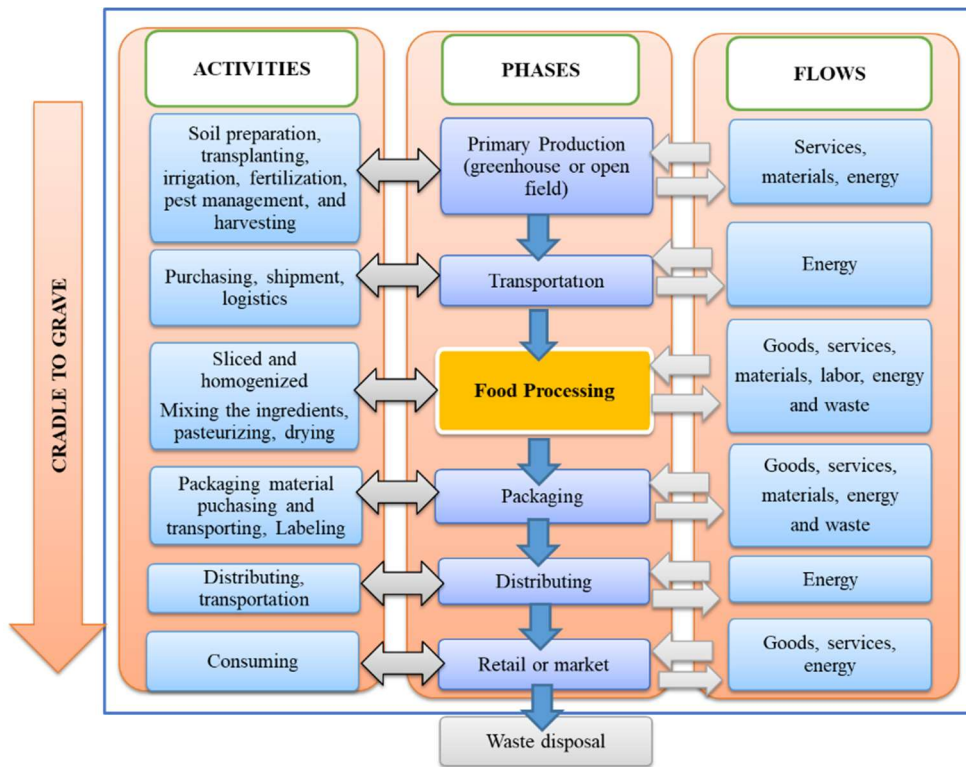 ACTIVITIES
PHASES
FLOWS
CRADLE TO GRAVE
Soil preparation,
transplanting,
irrigation, fertilization,
pest management, and
harvesting
Primary Production
(greenhouse or open
field)
Services,
materials, energy
Purchasing, shipment,
logistics
Transportation
Energy
Sliced and
homogenized
Mixing the ingredients,
pasteurizing, drying
Food Processing
Goods, services,
materials, labor, energy
and waste
Packaging material
puchasing and
transporting, Labeling
Packaging
Goods, services,
materials, energy
and waste
Distributing,
transportation
Distributing
Energy
Consuming
Retail or market
Goods, services,
energy
Waste disposal